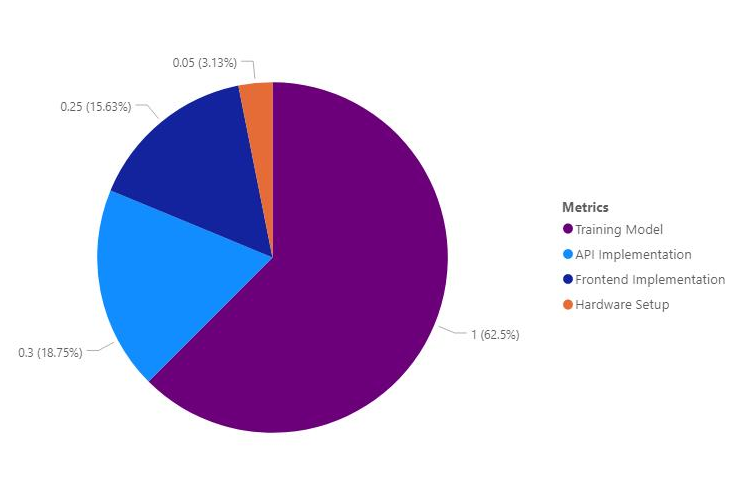 0.05 (3.13%)
0.25 (15.63%)
0.3 (18.75%)
1 (62.5%)
Metrics
Training Model
API Implementation
Frontend Implementation
Hardware Setup